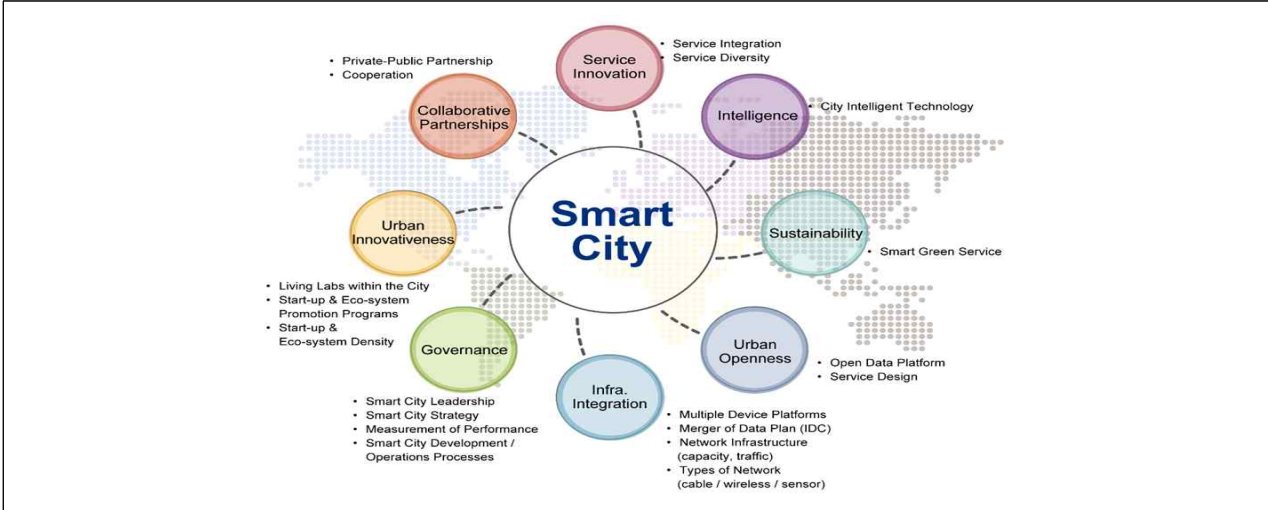 Service
Innovation
• Service Integration
• Service Diversity
• Private-Public Partnership
• Cooperation
Collaborative
Partnerships
Intelligence
• City Intelligent Technology
Smart
City
Urban
Innovativeness
• Living Labs within the City
• Start-up & Eco-system
Promotion Programs
• Start-up &
Eco-system Density
Sustainability
• Smart Green Service
Governance
• Smart City Leadership
• Smart City Strategy
• Measurement of Performance
• Smart City Development /
Operations Processes
Infra.
Integration
• Multiple Device Platforms
• Merger of Data Plan (IDC)
• Network Infrastructure
(capacity, traffic)
• Types of Network
(cable / wireless / sensor)
Urban
Openness
• Open Data Platform
• Service Design